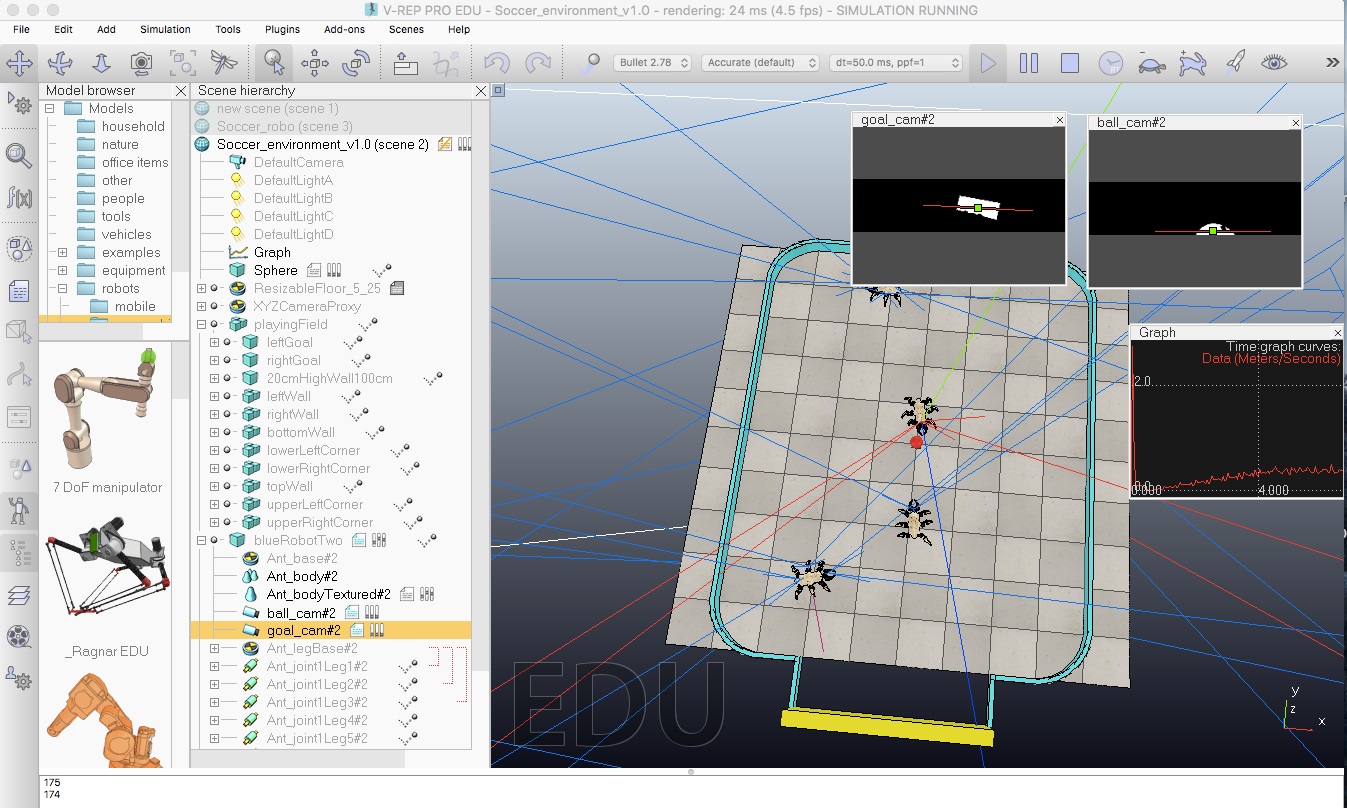 V-REP PRO EDU - Soccer_environment_v1.0 - rendering: 24 ms (4.5 fps) - SIMULATION RUNNING
File Edit Add Simulation Tools Plugins Add-ons Scenes Help
Bullet 2.78 Accurate (default) dt=50.0 ms, ppf=1 »
f(x)
Model browser
Models
household
nature
office items
other
people
tools
vehicles
examples
equipment
robots
mobile
7 DoF manipulator
_Ragnar EDU
Scene hierarchy
new scene (scene 1)
Soccer_robo (scene 3)
Soccer_environment_v1.0 (scene 2)
DefaultCamera
DefaultLightA
DefaultLightB
DefaultLightC
DefaultLightD
Graph
Sphere
ResizableFloor_5_25
XYZCameraProxy
playingField
leftGoal
rightGoal
20cmHighWall100cm
leftWall
rightWall
bottomWall
lowerLeftCorner
lowerRightCorner
topWall
upperLeftCorner
upperRightCorner
blueRobotTwo
Ant_base#2
Ant_body#2
Ant_bodyTextured#2
ball_cam#2
goal_cam#2
Ant_legBase#2
Ant_joint1Leg1#2
Ant_joint1Leg2#2
Ant_joint1Leg3#2
Ant_joint1Leg4#2
Ant_joint1Leg5#2
goal_cam#2
ball_cam#2
Graph
Time graph curves:
Data (Meters/Seconds)
2.0
0.0
0.000 4.000
EDU
y
z
x
175
174